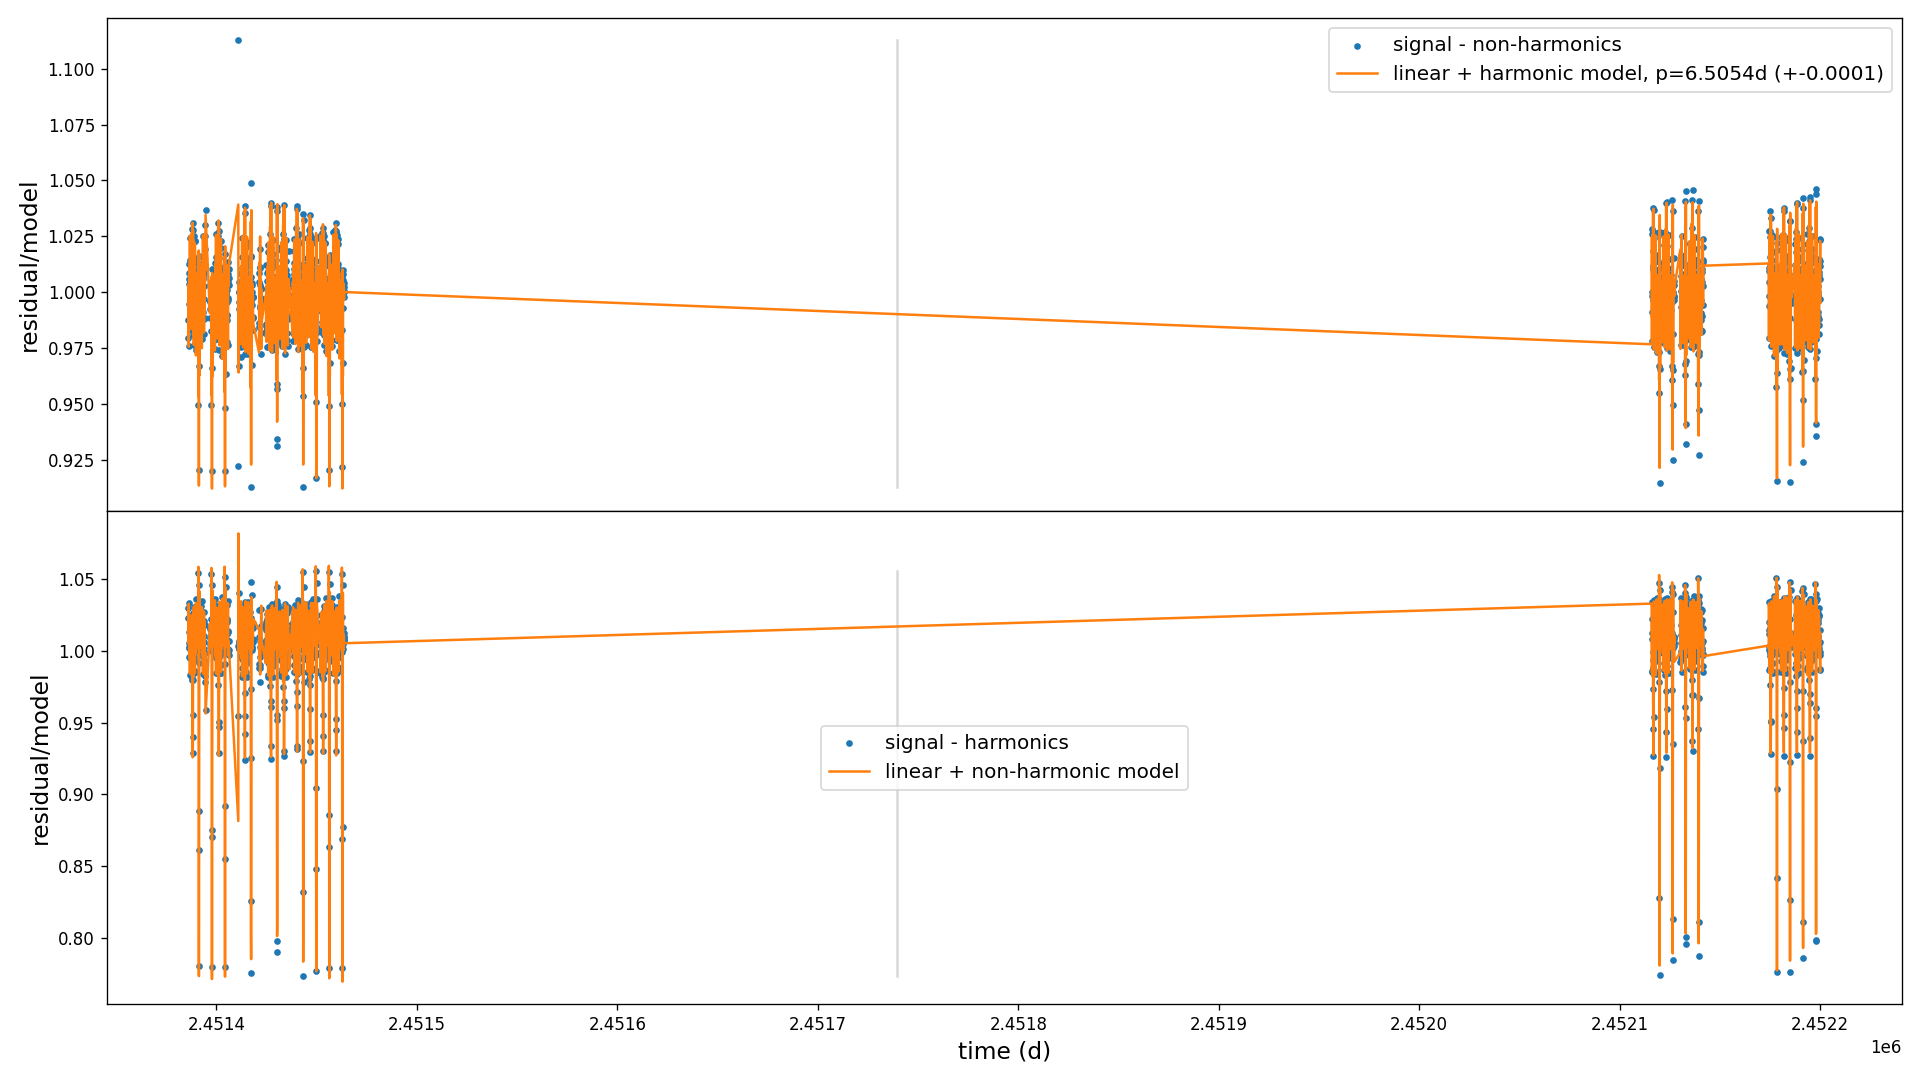 signal - non-harmonics
linear + harmonic model, p=6.5054d (+-0.0001)
1.100
1.075
1.050
1.025
1.000
0.975
0.950
0.925
residual/model
1.05
1.00
0.95
0.90
0.85
0.80
residual/model
signal - harmonics
linear + non-harmonic model
2.4514 2.4515 2.4516 2.4517 2.4518 2.4519 2.4520 2.4521 2.4522
time (d)
1e6